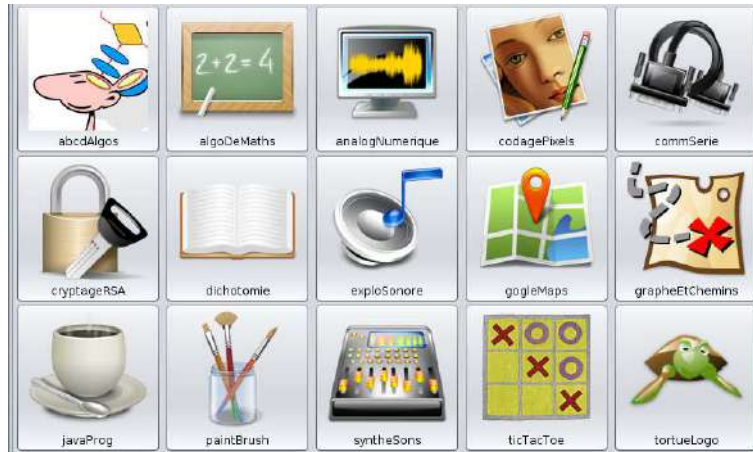 2+2=4
abcdAlgos
algoDeMaths
analogNumerique
codagePixels
commSerie
cryptageRSA
dichotomie
exploSonore
gogleMaps
grapheEtChemins
javaProg
paintBrush
syntheSons
ticTacToe
tortueLogo